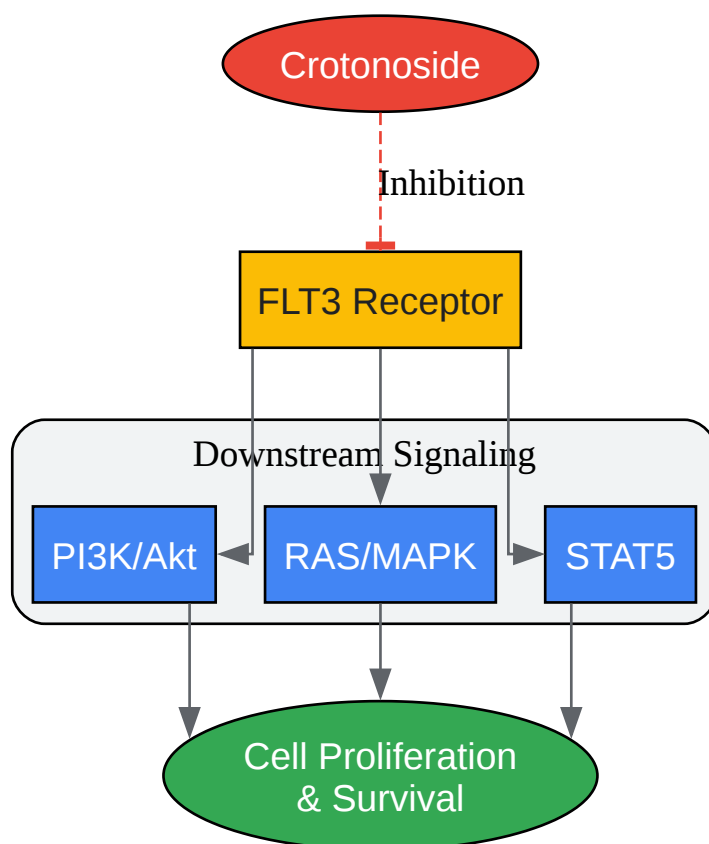 Crotonoside
Inhibition
FLT3 Receptor
Downstream Signaling
PI3K/Akt
RAS/MAPK
STAT5
Cell Proliferation
& Survival